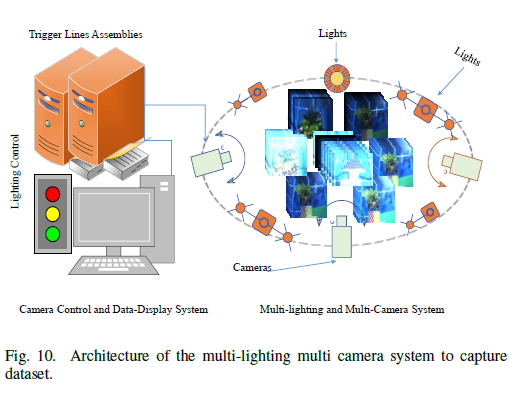 Trigger Lines Assemblies
Lights
Lights
Lighting Control
Cameras
Camera Control and Data-Display System
Multi-lighting and Multi-Camera System
Fig. 10. Architecture of the multi-lighting multi camera system to capture
dataset.